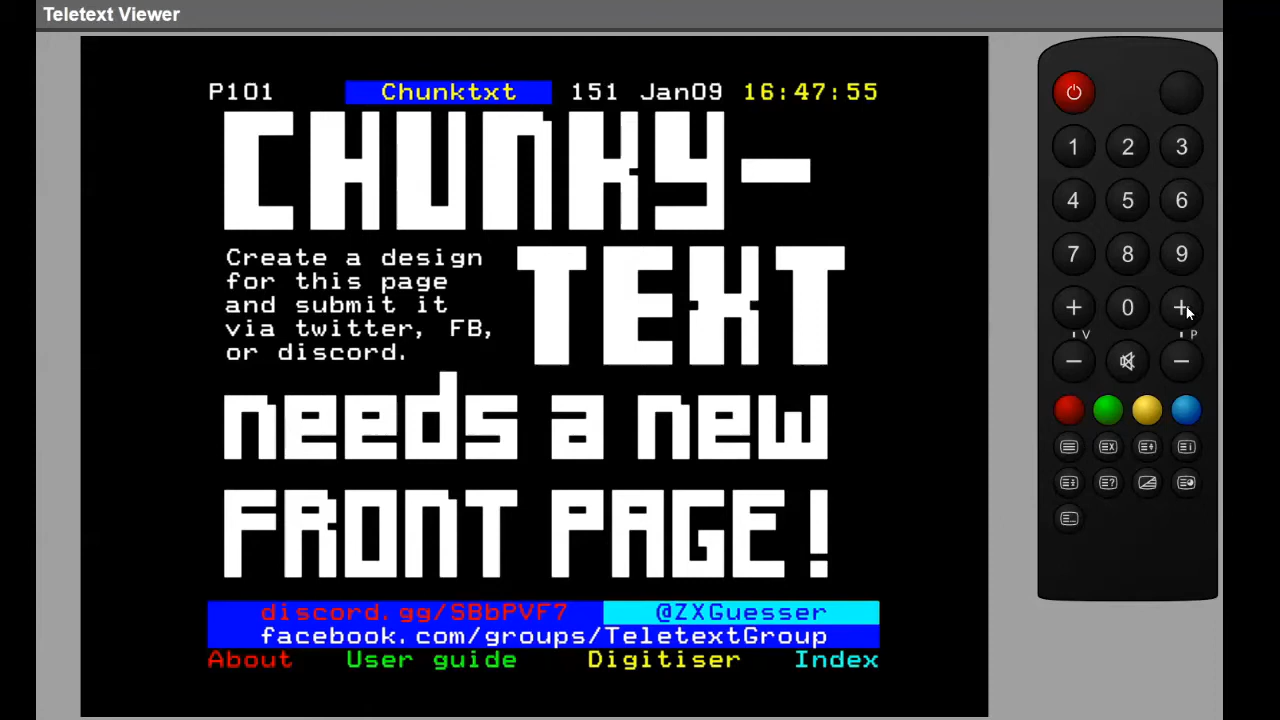 Teletext Viewer
P101 Chunktxt 151 Jan09 16:47:55
CHUNKY-
TEXT
Create a design
for this page
and submit it
via twitter, FB,
or discord.
needs a new
FRONT PAGE!
discord.gg/SBbPVF7 @ZXGuesser
facebook.com/groups/TeletextGroup
About User guide Digitiser Index
1 2 3
4 5 6
7 8 9
+ 0 +
V P
− −